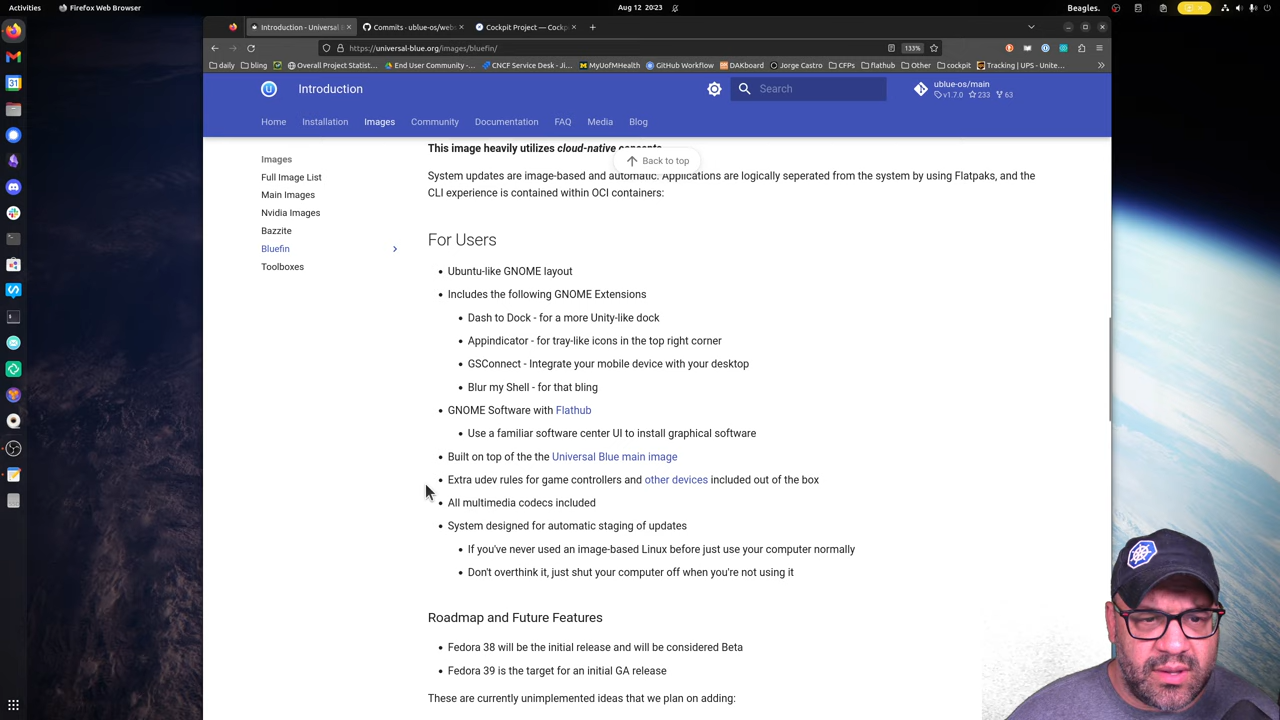 Activities Firefox Web Browser Aug 12 2023 Beagles.
Introduction - Universal Commits - ublue-os/web Cockpit Project — Cockp
https://universal-blue.org/images/bluefin/ 133%
daily bling Overall Project Statist… End User Community -… CNCF Service Desk - Ji… MyUofMHealth GitHub Workflow DAKboard Jorge Castro CFPs flathub Other cockpit Tracking | UPS - Unite…
Introduction Search ublue-os/main
v1.7.0 233 63
Home Installation Images Community Documentation FAQ Media Blog
This image heavily utilizes cloud-native concepts
Back to top
Images
Full Image List
Main Images
Nvidia Images
Bazzite
Bluefin
Toolboxes
System updates are image-based and automatic. Applications are logically seperated from the system by using Flatpaks, and the
CLI experience is contained within OCI containers:
For Users
• Ubuntu-like GNOME layout
• Includes the following GNOME Extensions
• Dash to Dock - for a more Unity-like dock
• Appindicator - for tray-like icons in the top right corner
• GSConnect - Integrate your mobile device with your desktop
• Blur my Shell - for that bling
• GNOME Software with Flathub
• Use a familiar software center UI to install graphical software
• Built on top of the the Universal Blue main image
• Extra udev rules for game controllers and other devices included out of the box
• All multimedia codecs included
• System designed for automatic staging of updates
• If you've never used an image-based Linux before just use your computer normally
• Don't overthink it, just shut your computer off when you're not using it
Roadmap and Future Features
• Fedora 38 will be the initial release and will be considered Beta
• Fedora 39 is the target for an initial GA release
These are currently unimplemented ideas that we plan on adding: